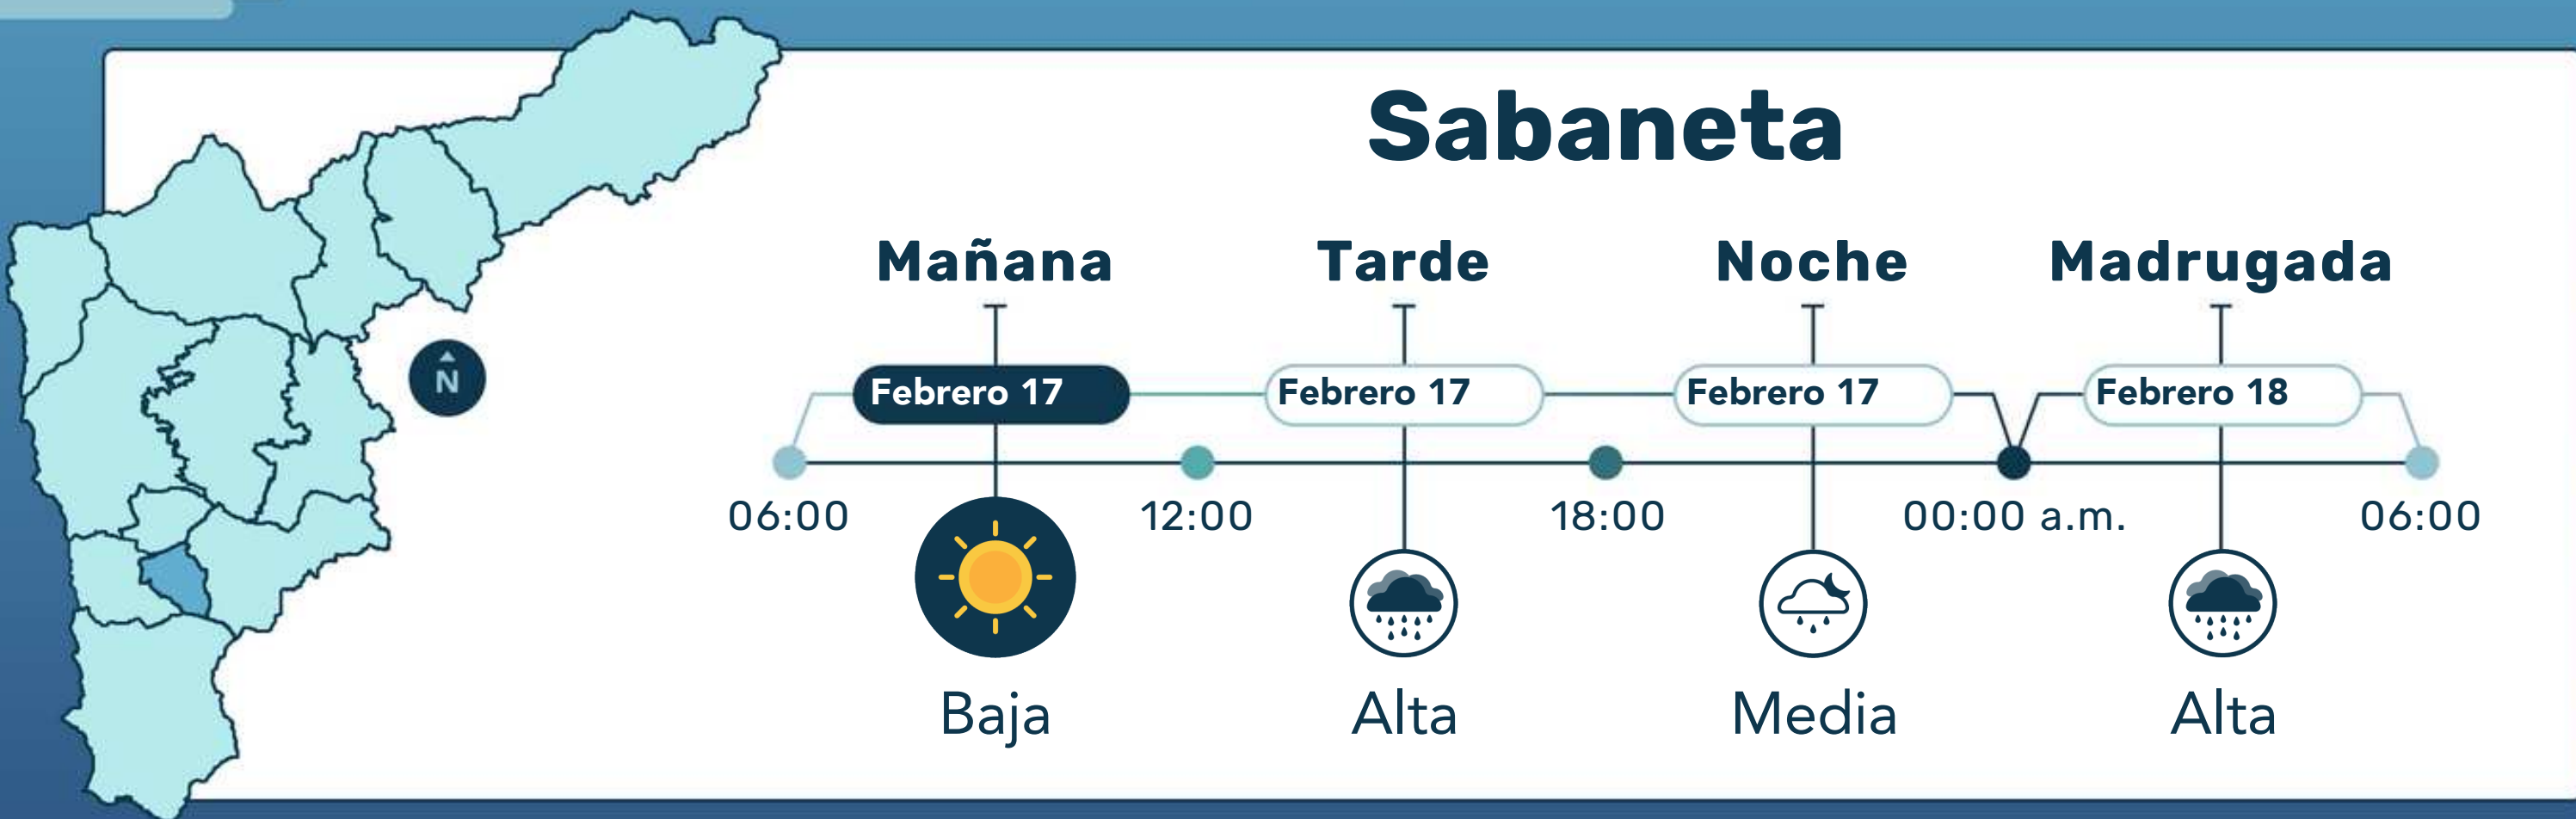 Sabaneta
Mañana Tarde Noche Madrugada
Febrero 17 Febrero 17 Febrero 17 Febrero 18
N
06:00 12:00 18:00 00:00 a.m. 06:00
Baja Alta Media Alta